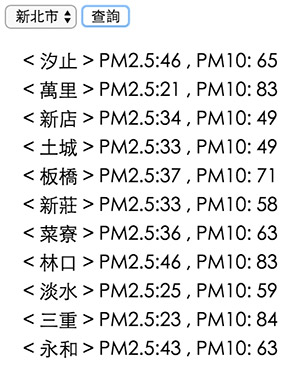 新北市 查詢
< 汐止 > PM2.5:46 , PM10: 65
< 萬里 > PM2.5:21 , PM10: 83
< 新店 > PM2.5:34 , PM10: 49
< 土城 > PM2.5:33 , PM10: 49
< 板橋 > PM2.5:37 , PM10: 71
< 新莊 > PM2.5:33 , PM10: 58
< 菜寮 > PM2.5:36 , PM10: 63
< 林口 > PM2.5:46 , PM10: 83
< 淡水 > PM2.5:25 , PM10: 59
< 三重 > PM2.5:23 , PM10: 84
< 永和 > PM2.5:43 , PM10: 63